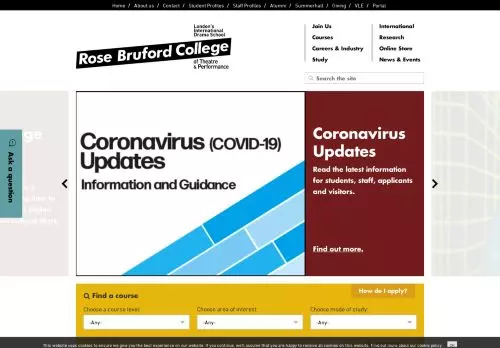 Home / About us / Contact / Student Profiles / Staff Profiles / Alumni / Summerhall / Giving / VLE / Portal
London's
International
Drama School
Rose Bruford College
of Theatre
& Performance
Join Us
Courses
Careers & Industry
Study
International
Research
Online Store
News & Events
Search the site
Ask a question
Coronavirus (COVID-19)
Updates
Information and Guidance
Coronavirus
Updates
Read the latest information
for students, staff, applicants
and visitors.
Find out more.
How do I apply?
Find a course
Choose a course level:
Choose area of interest:
Choose mode of study:
-Any-
-Any-
-Any-
This website uses cookies to ensure we give you the best experience on our website. If you continue, we'll assume that you are happy to receive all cookies on this website. Find out more about our cookie policy.
OK